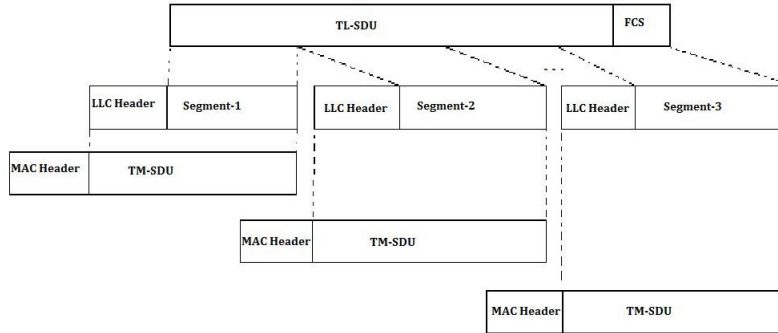 TL-SDU FCS
LLC Header Segment-1 LLC Header Segment-2 LLC Header Segment-3
MAC Header TM-SDU
MAC Header TM-SDU
MAC Header TM-SDU